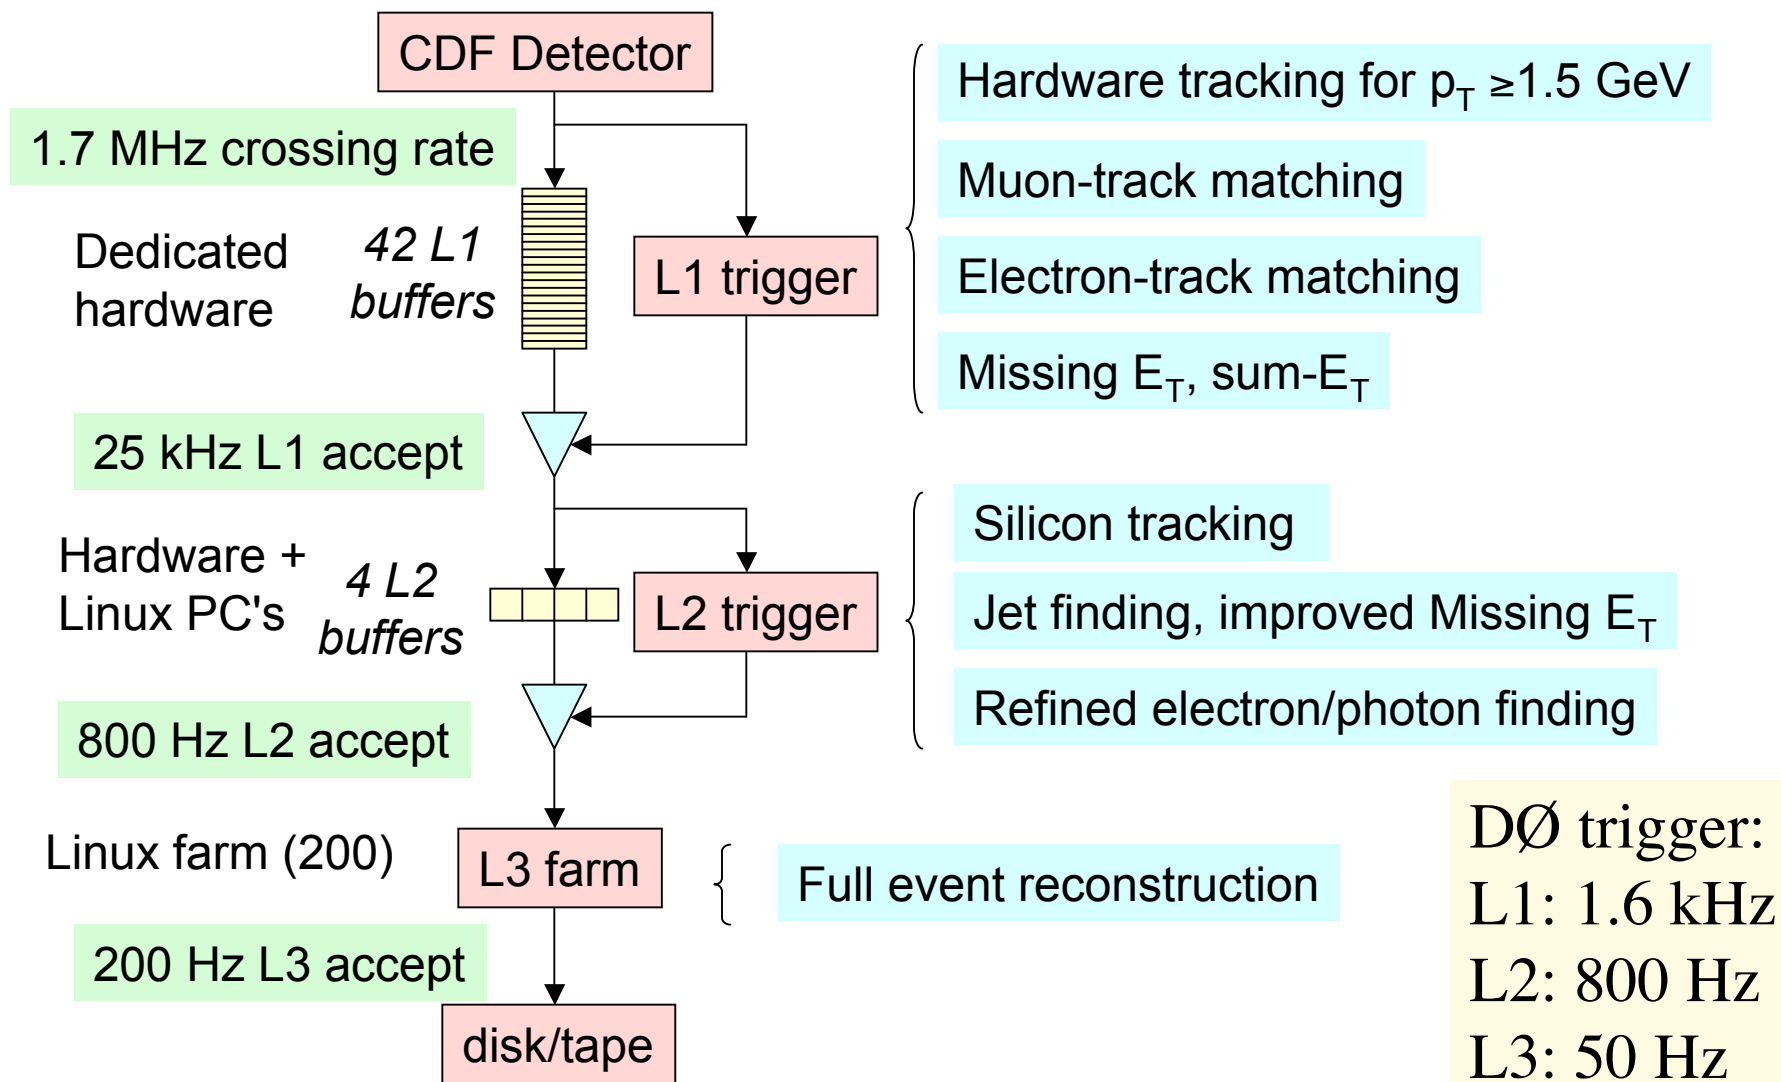 CDF Detector
1.7 MHz crossing rate
Dedicated
hardware
42 L1
buffers
L1 trigger
Hardware tracking for pT ≥1.5 GeV
Muon-track matching
Electron-track matching
Missing ET, sum-ET
25 kHz L1 accept
Hardware +
Linux PC's
4 L2
buffers
L2 trigger
Silicon tracking
Jet finding, improved Missing ET
Refined electron/photon finding
800 Hz L2 accept
Linux farm (200)
L3 farm
Full event reconstruction
200 Hz L3 accept
disk/tape
DØ trigger:
L1: 1.6 kHz
L2: 800 Hz
L3: 50 Hz